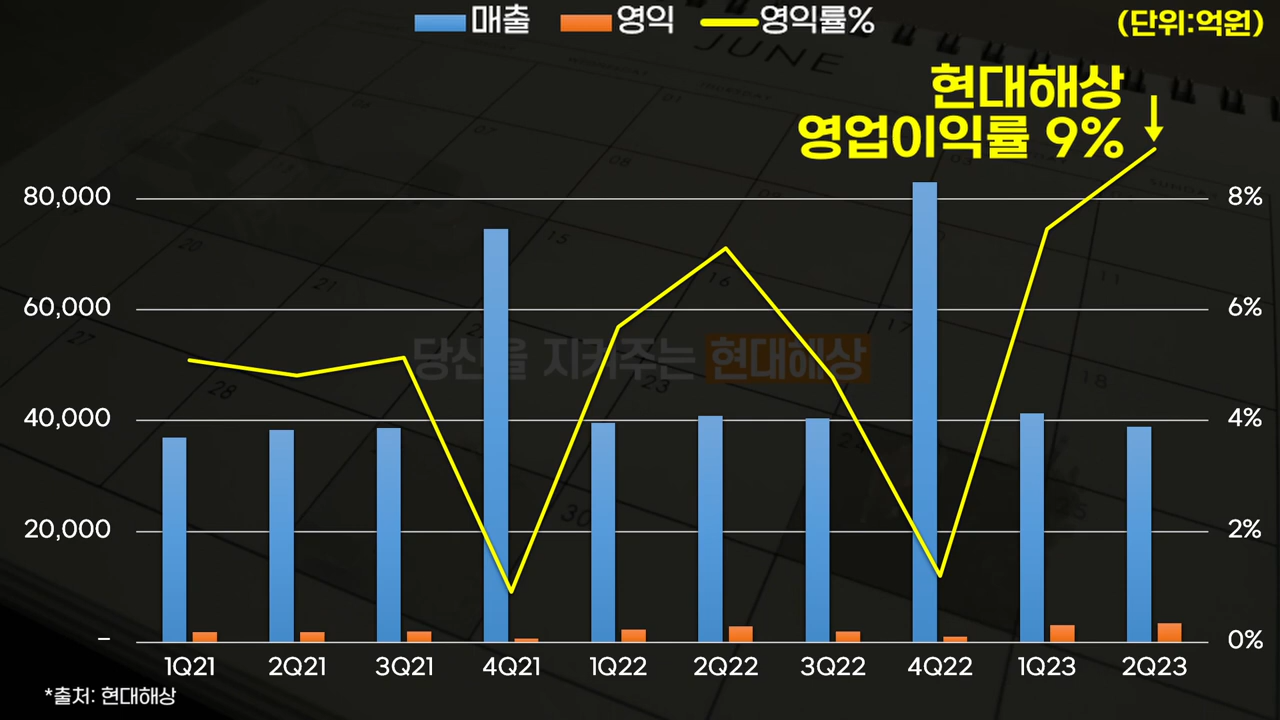 매출 영익 영익률%
(단위:억원)
현대해상
영업이익률 9%
80,000 8%
60,000 6%
당신을 지켜주는 현대해상
40,000 4%
20,000 2%
– 0%
1Q21 2Q21 3Q21 4Q21 1Q22 2Q22 3Q22 4Q22 1Q23 2Q23
*출처: 현대해상
JUNE